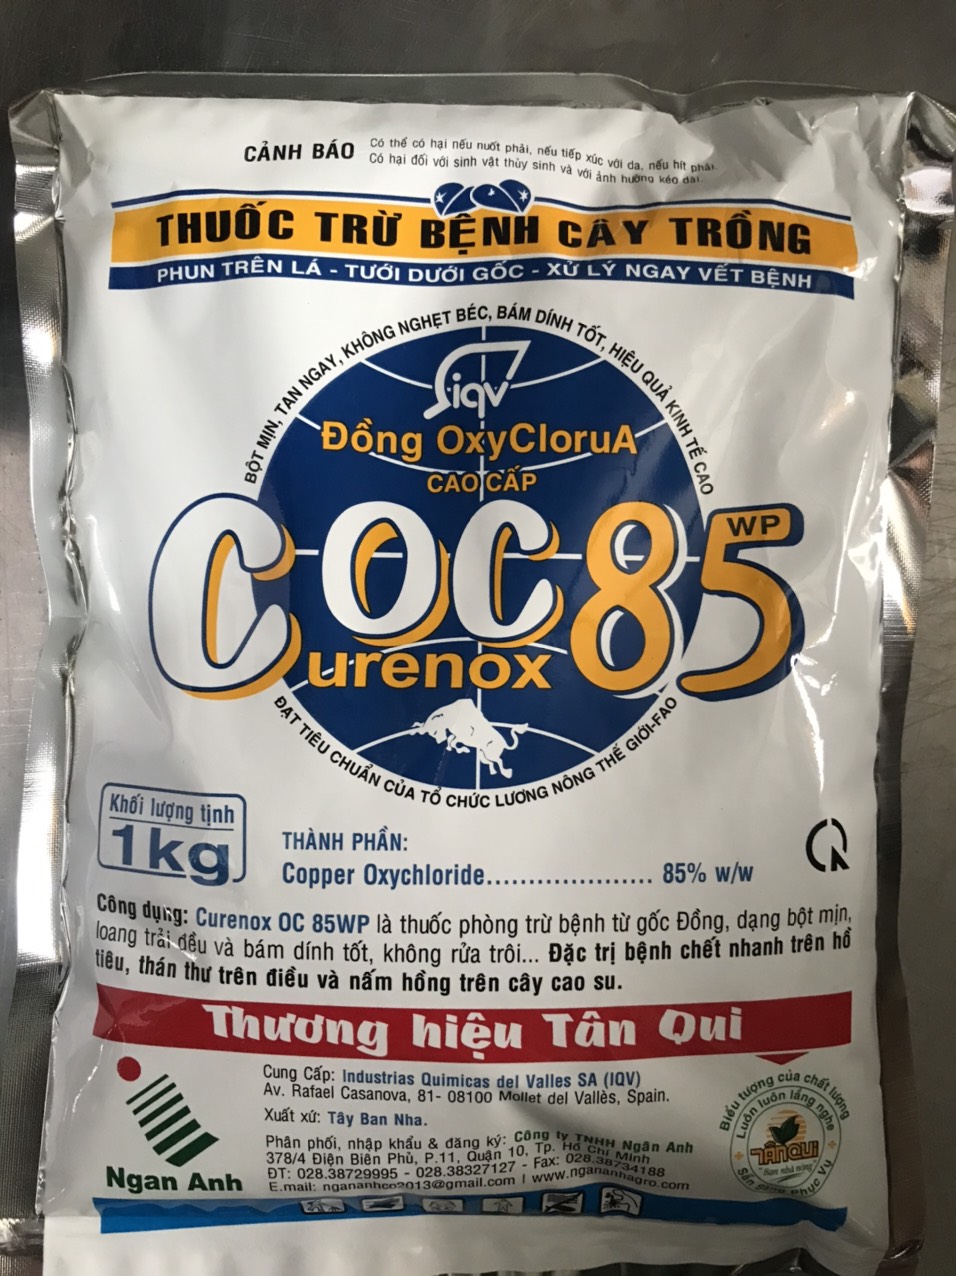 CẢNH BÁO
Có thể có hại nếu nuốt phải, nếu tiếp xúc với da, nếu hít phải.
Có hại đối với sinh vật thủy sinh và với ảnh hưởng kéo dài.
THUỐC TRỪ BỆNH CÂY TRỒNG
PHUN TRÊN LÁ - TƯỚI DƯỚI GỐC - XỬ LÝ NGAY VẾT BỆNH
BỘT MỊN, TAN NGAY, KHÔNG NGHẸT BÉC, BÁM DÍNH TỐT, HIỆU QUẢ KINH TẾ CAO
iqv
Đồng OxyCloruA
CAO CẤP
COC 85 WP
Curenox
ĐẠT TIÊU CHUẨN CỦA TỔ CHỨC LƯƠNG NÔNG THẾ GIỚI-FAO
Khối lượng tịnh
1kg
THÀNH PHẦN:
Copper Oxychloride..................... 85% w/w
Công dụng: Curenox OC 85WP là thuốc phòng trừ bệnh từ gốc Đồng, dạng bột mịn,
loang trải đều và bám dính tốt, không rửa trôi... Đặc trị bệnh chết nhanh trên hồ
tiêu, thán thư trên điều và nấm hồng trên cây cao su.
Thương hiệu Tân Qui
Cung Cấp: Industrias Quimicas del Valles SA (IQV)
Av. Rafael Casanova, 81- 08100 Mollet del Vallès, Spain.
Xuất xứ: Tây Ban Nha.
Phân phối, nhập khẩu & đăng ký: Công ty TNHH Ngân Anh
378/4 Điện Biên Phủ, P.11, Quận 10, Tp. Hồ Chí Minh
ĐT: 028.38729995 - 028.38327127 - Fax: 028.38734188
E.mail: ngananhco2013@gmail.com | www.ngananhagro.com
Ngan Anh
Biểu tượng của chất lượng
Luôn luôn lắng nghe
TÂN QUI
Bạn nhà nông
Sẵn sàng Phục Vụ